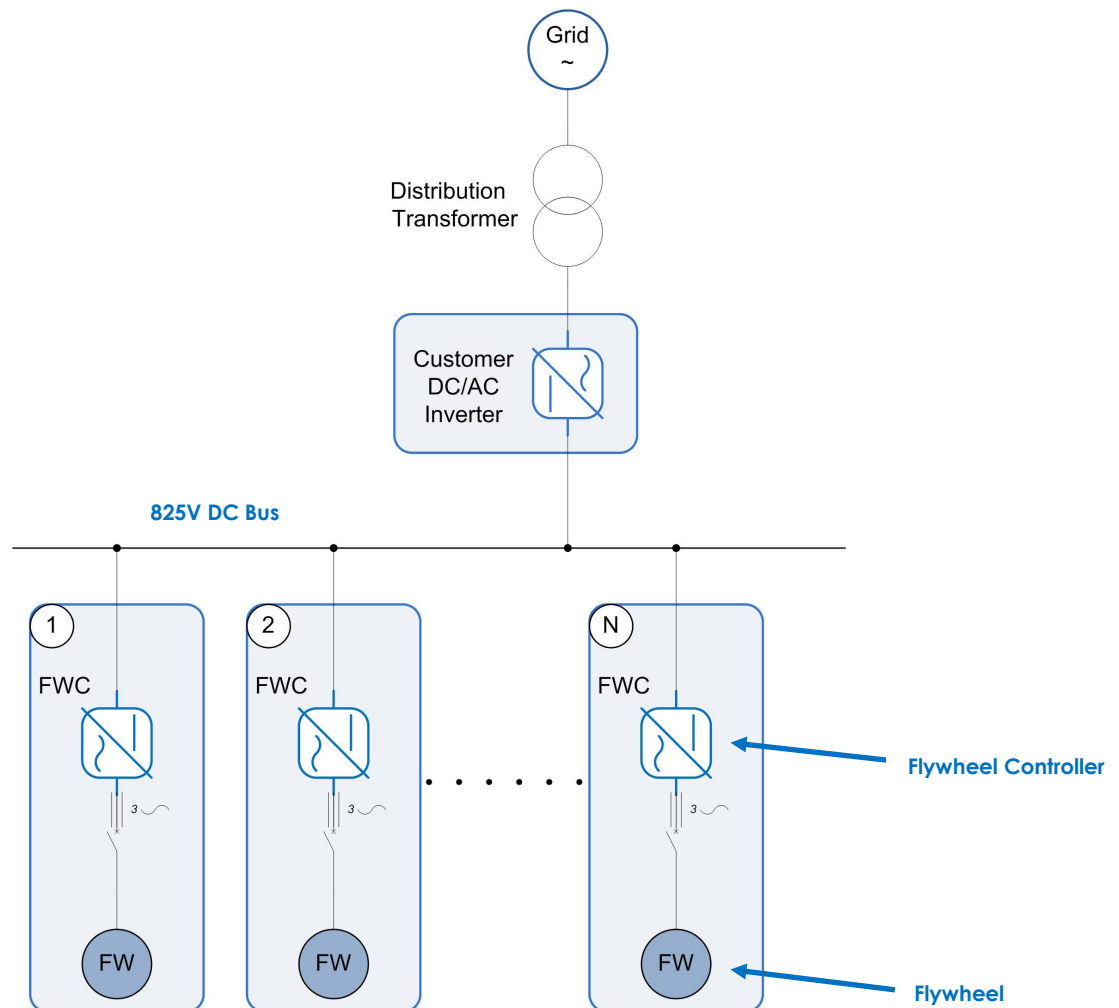 Grid
~
Distribution
Transformer
Customer
DC/AC
Inverter
825V DC Bus
1
2
N
FWC
FWC
FWC
Flywheel Controller
3
3
3
FW
FW
FW
Flywheel